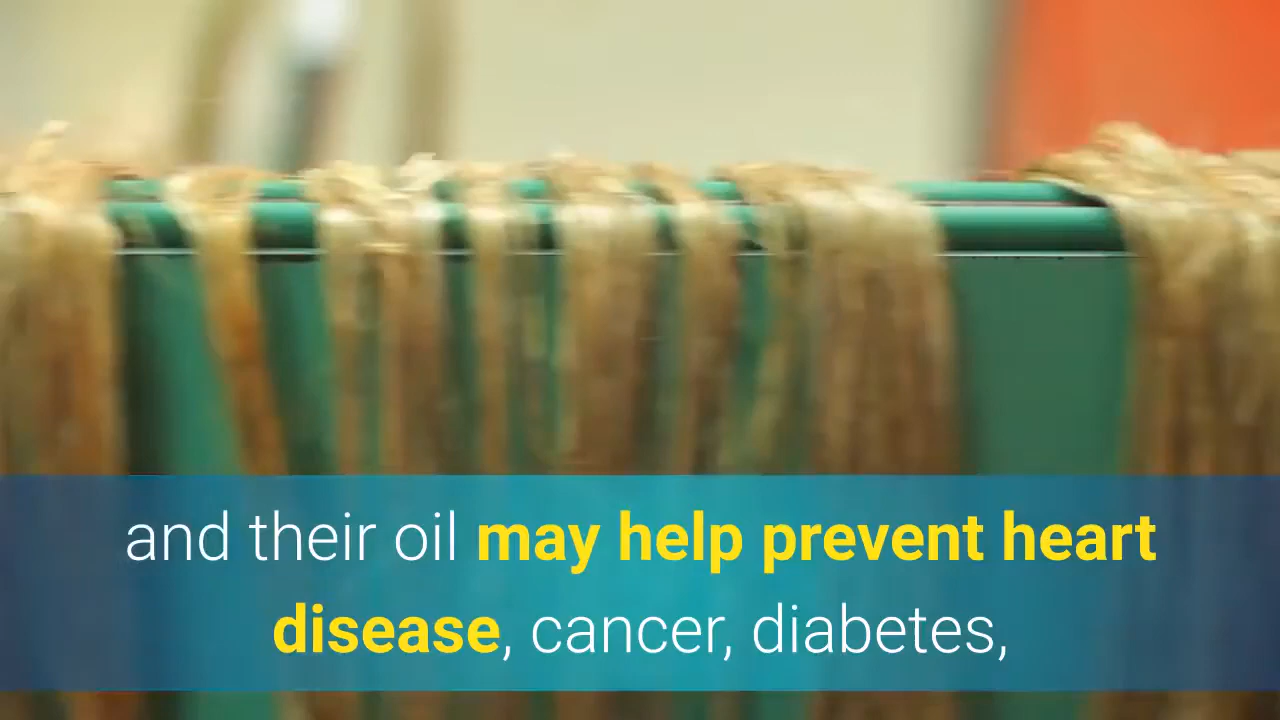 and their oil may help prevent heart
disease, cancer, diabetes,